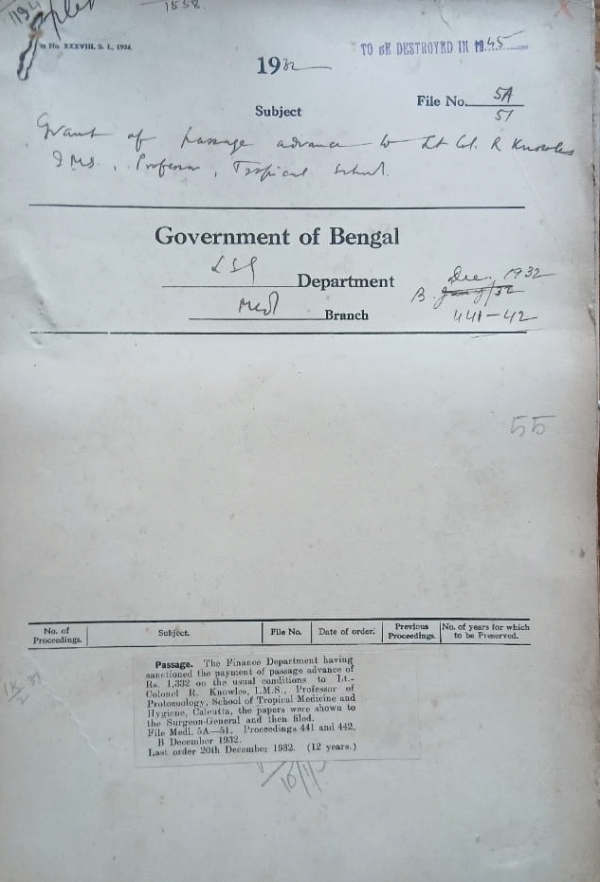 1194
1558
No. XXXVIII, S. I., 1924.
TO BE DESTROYED IN 1945
1932
File No. 5A
51
Subject
Grant of passage advance to Lt Col. R Knowles
I.M.S., Professor, Tropical School.
Government of Bengal
LSG Department
Dec. 1932
Medl Branch
B
441-42
55
No. of Proceedings. Subject. File No. Date of order. Previous Proceedings. No. of years for which to be Preserved.
Passage. The Finance Department having
sanctioned the payment of passage advance of
Rs. 1,332 on the usual conditions to Lt.-
Colonel R. Knowles, I.M.S., Professor of
Protozoology, School of Tropical Medicine and
Hygiene, Calcutta, the papers were shown to
the Surgeon-General and then filed.
File Medl. 5A—51. Proceedings 441 and 442,
B December 1932.
Last order 20th December 1932. (12 years.)